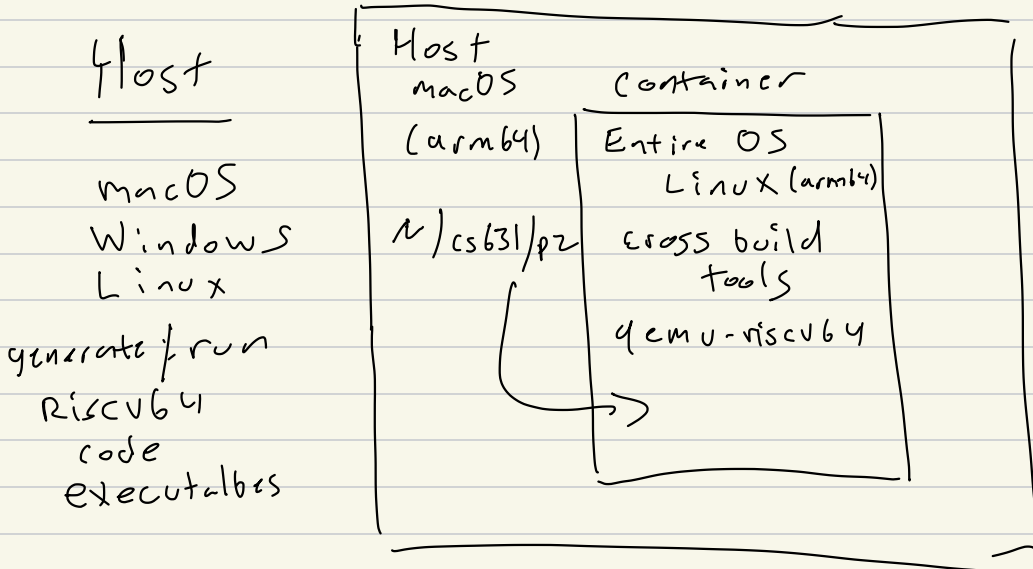 Host
macOS
Windows
Linux
generate / run
Riscv64
code
executalbes
Host
macOS
(arm64)
~/cs631/p2
Container
Entire OS
Linux (arm64)
cross build
tools
qemu-riscv64